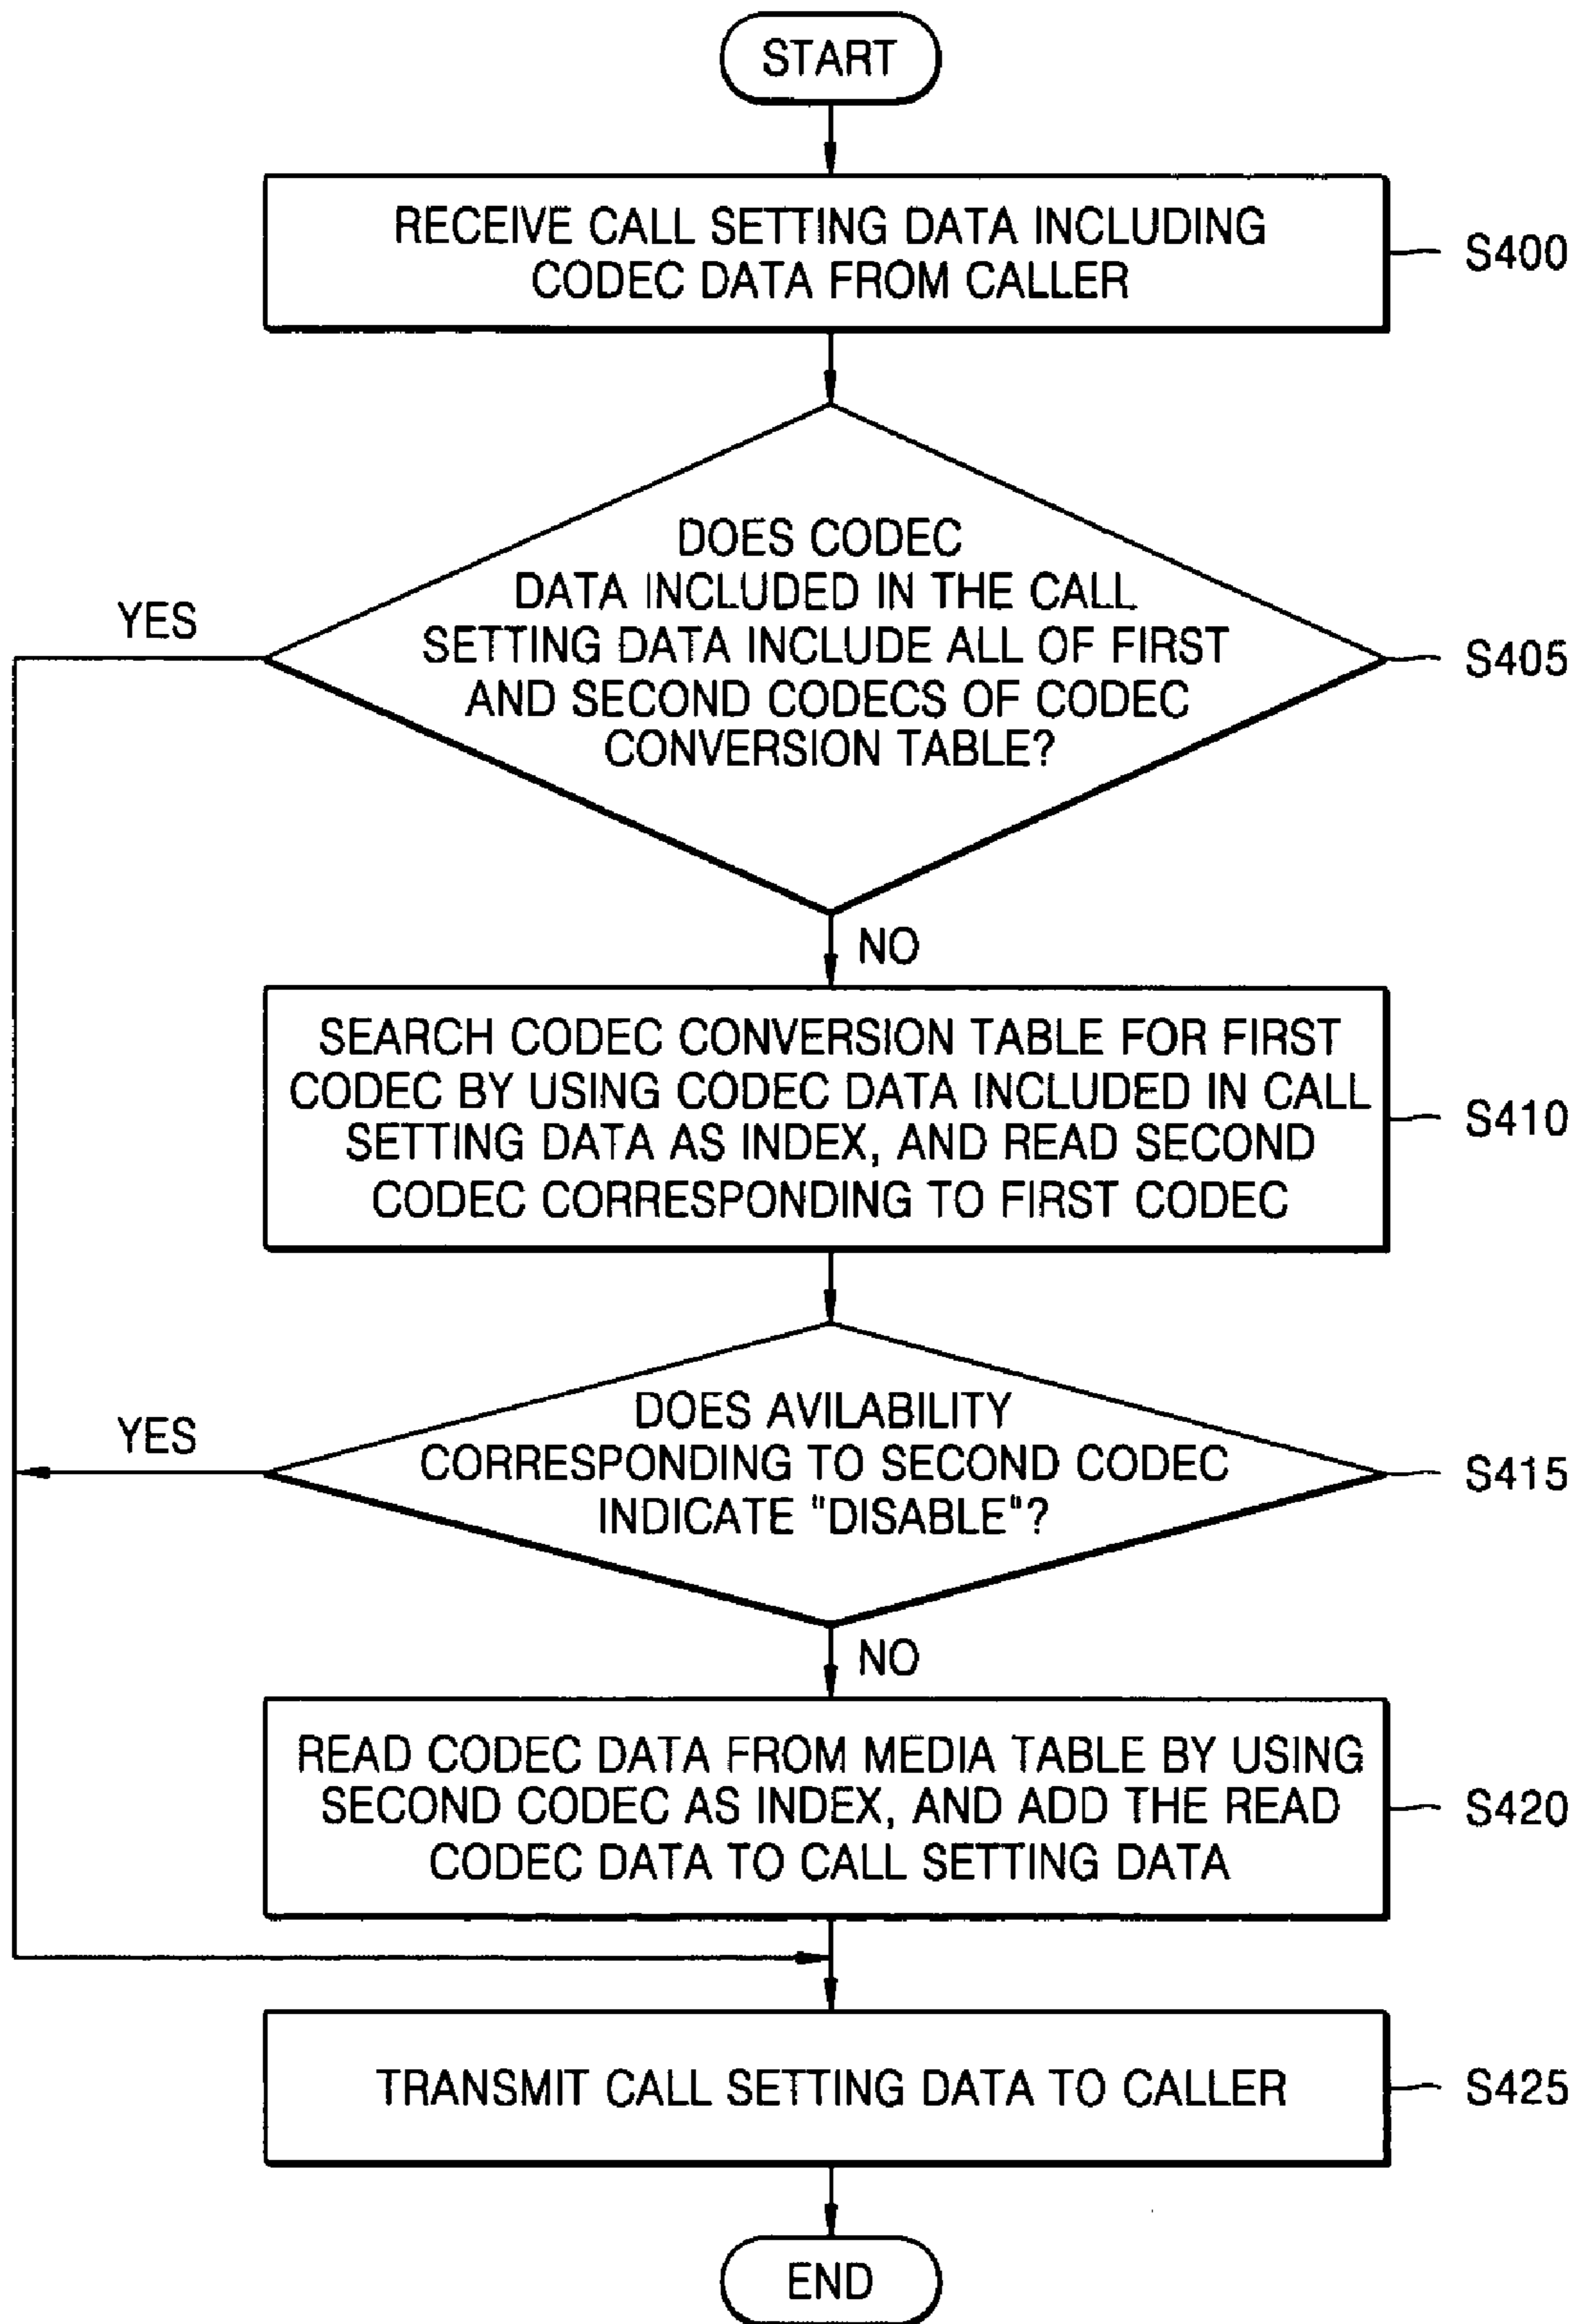 START
RECEIVE CALL SETTING DATA INCLUDING
CODEC DATA FROM CALLER
S400
DOES CODEC
DATA INCLUDED IN THE CALL
SETTING DATA INCLUDE ALL OF FIRST
AND SECOND CODECS OF CODEC
CONVERSION TABLE?
YES
S405
NO
SEARCH CODEC CONVERSION TABLE FOR FIRST
CODEC BY USING CODEC DATA INCLUDED IN CALL
SETTING DATA AS INDEX, AND READ SECOND
CODEC CORRESPONDING TO FIRST CODEC
S410
DOES AVILABILITY
CORRESPONDING TO SECOND CODEC
INDICATE "DISABLE"?
YES
S415
NO
READ CODEC DATA FROM MEDIA TABLE BY USING
SECOND CODEC AS INDEX, AND ADD THE READ
CODEC DATA TO CALL SETTING DATA
S420
TRANSMIT CALL SETTING DATA TO CALLER
S425
END